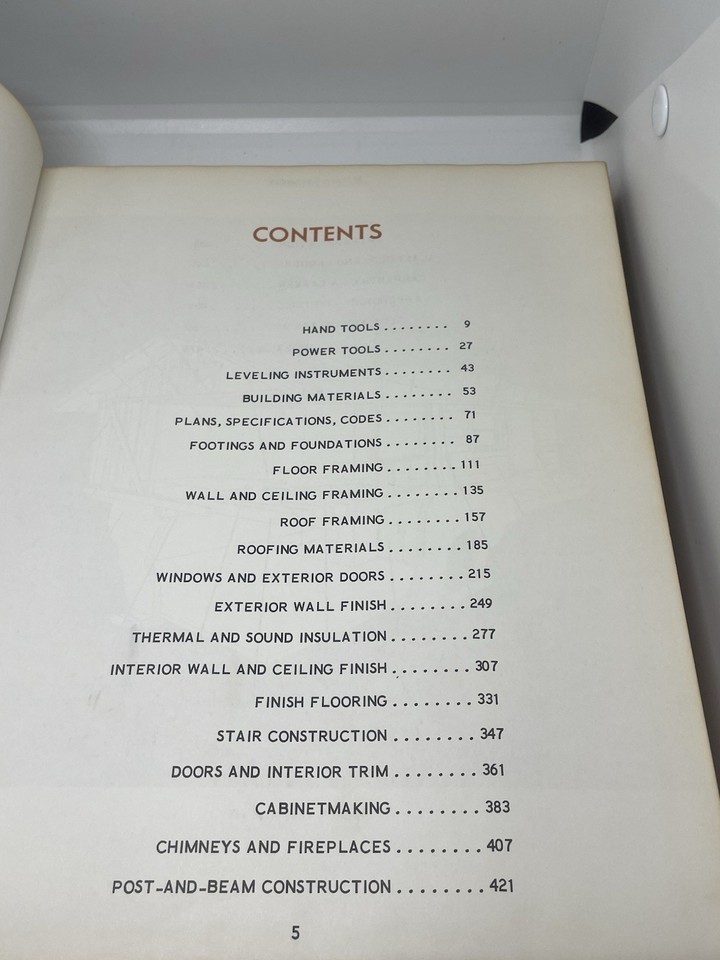 CONTENTS
HAND TOOLS ........ 9
POWER TOOLS ........ 27
LEVELING INSTRUMENTS ........ 43
BUILDING MATERIALS ........ 53
PLANS, SPECIFICATIONS, CODES ........ 71
FOOTINGS AND FOUNDATIONS ........ 87
FLOOR FRAMING ........ 111
WALL AND CEILING FRAMING ........ 135
ROOF FRAMING ........ 157
ROOFING MATERIALS ........ 185
WINDOWS AND EXTERIOR DOORS ........ 215
EXTERIOR WALL FINISH ........ 249
THERMAL AND SOUND INSULATION ........ 277
INTERIOR WALL AND CEILING FINISH ........ 307
FINISH FLOORING ........ 331
STAIR CONSTRUCTION ........ 347
DOORS AND INTERIOR TRIM ........ 361
CABINETMAKING ........ 383
CHIMNEYS AND FIREPLACES ........ 407
POST-AND-BEAM CONSTRUCTION ........ 421
5